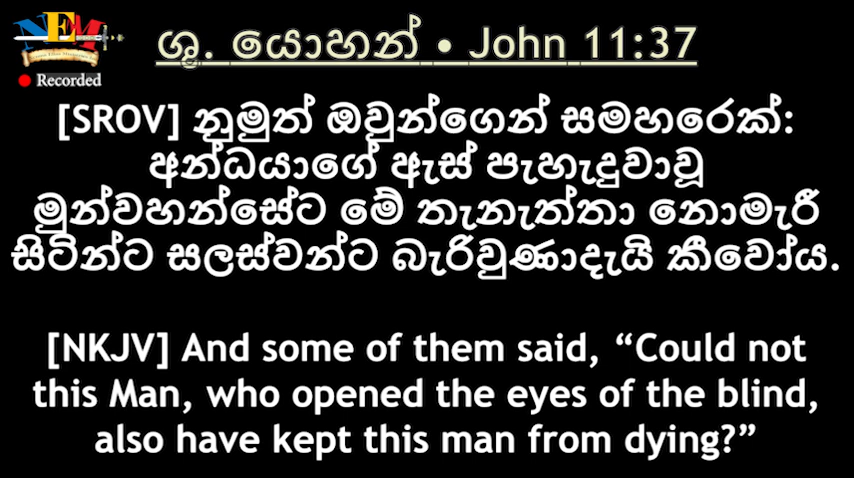 NEM
Recorded
ශු. යොහන් • John 11:37
[SROV] නුමුත් ඔවුන්ගෙන් සමහරෙක්:
අන්ධයාගේ ඇස් පැහැදුවාවූ
මුන්වහන්සේට මේ තැනැත්තා නොමැරී
සිටින්ට සලස්වන්ට බැරිවුණාදැයි කීවෝය.
[NKJV] And some of them said, “Could not
this Man, who opened the eyes of the blind,
also have kept this man from dying?”